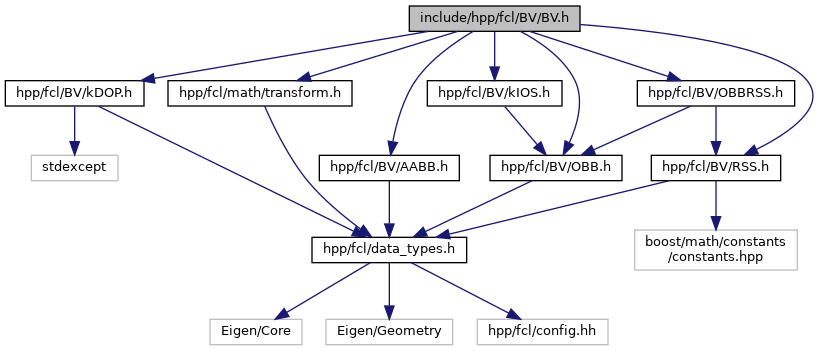 include/hpp/fcl/BV/BV.h
hpp/fcl/BV/kDOP.h
hpp/fcl/math/transform.h
hpp/fcl/BV/kIOS.h
hpp/fcl/BV/OBBRSS.h
stdexcept
hpp/fcl/BV/AABB.h
hpp/fcl/BV/OBB.h
hpp/fcl/BV/RSS.h
hpp/fcl/data_types.h
boost/math/constants
/constants.hpp
Eigen/Core
Eigen/Geometry
hpp/fcl/config.hh